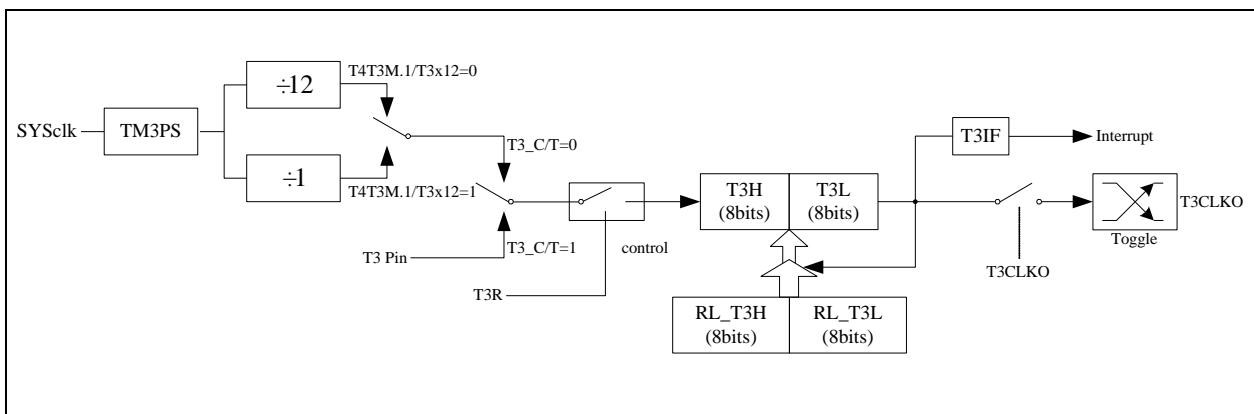 ÷12
T4T3M.1/T3x12=0
SYSclk
TM3PS
÷1
T4T3M.1/T3x12=1
T3_C/T=0
T3_C/T=1
T3 Pin
T3R
control
T3H
(8bits)
T3L
(8bits)
RL_T3H
(8bits)
RL_T3L
(8bits)
T3IF
Interrupt
T3CLKO
Toggle
T3CLKO